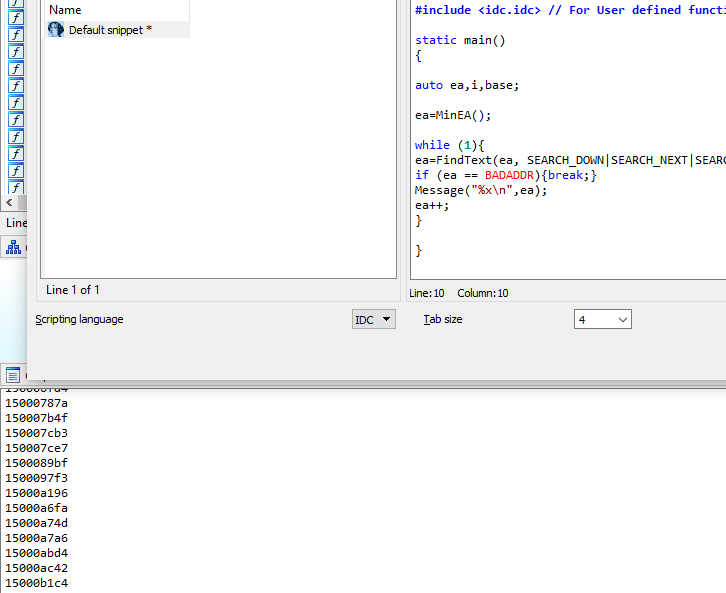 Name
Default snippet *
Line 1 of 1
Scripting language
IDC
#include <idc.idc> // For User defined functi
static main()
{
auto ea,i,base;
ea=MinEA();
while (1){
ea=FindText(ea, SEARCH_DOWN|SEARCH_NEXT|SEARC
if (ea == BADADDR){break;}
Message("%x\n",ea);
ea++;
}
}
Line:10 Column:10
Tab size
4
Line
15000787a
150007b4f
150007cb3
150007ce7
1500089bf
1500097f3
15000a196
15000a6fa
15000a74d
15000a7a6
15000abd4
15000ac42
15000b1c4